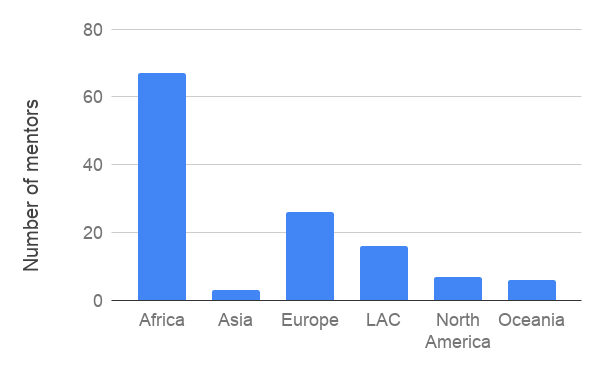 80
60
40
20
0
Number of mentors
Africa
Asia
Europe
LAC
North
America
Oceania